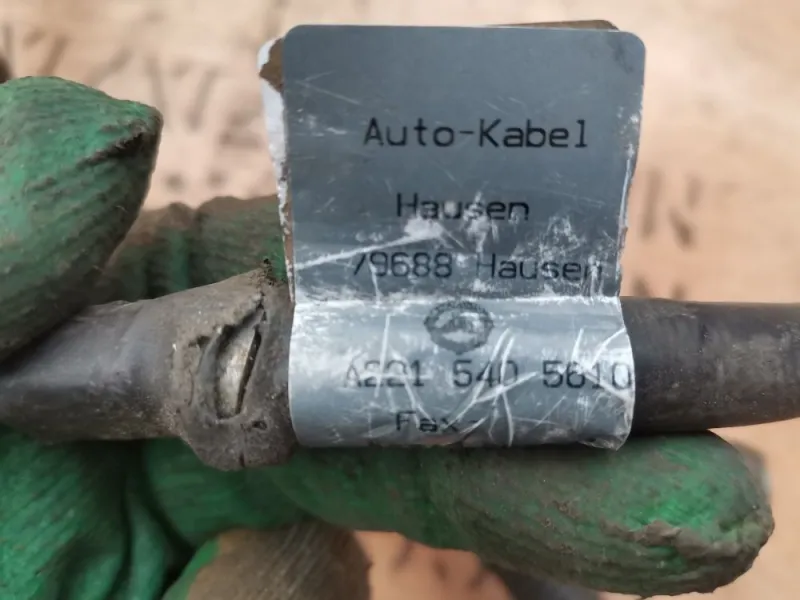 Auto-Kabel
Hausen
79688 Hausen
A221 540 5610
Fax